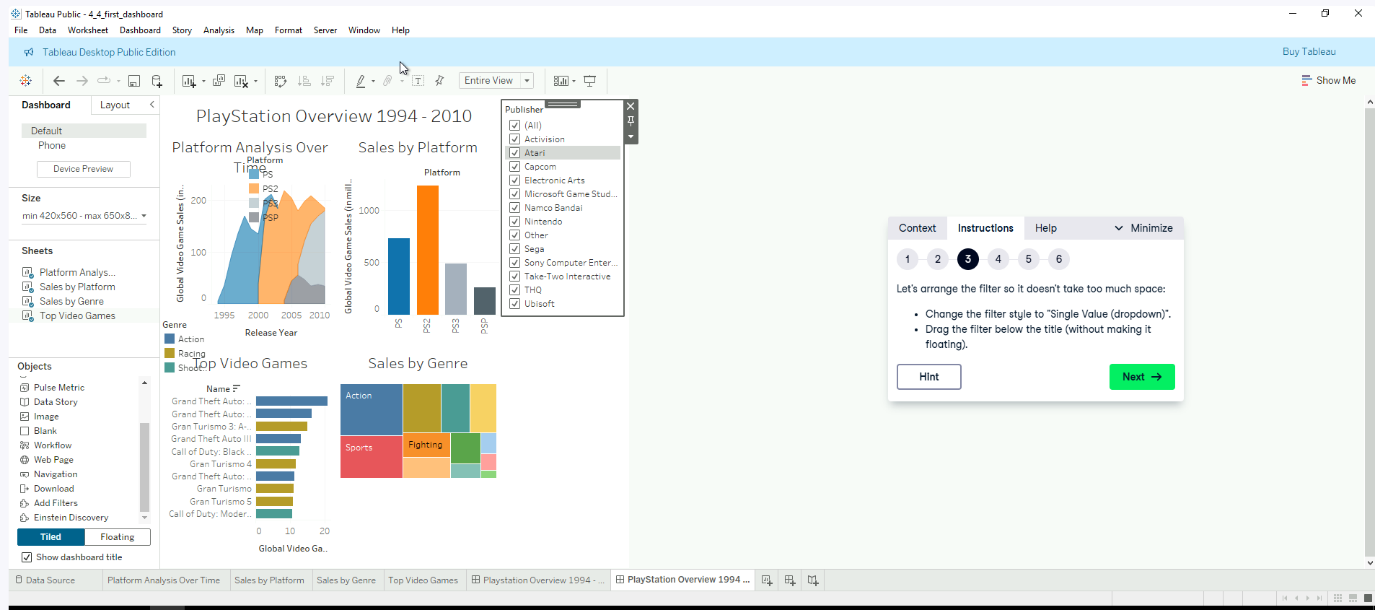 Tableau Public - 4_4_first_dashboard
File Data Worksheet Dashboard Story Analysis Map Format Server Window Help
Tableau Desktop Public Edition
Buy Tableau
Entire View
Show Me
Dashboard
Layout
Default
Phone
Device Preview
Size
min 420x560 - max 650x8...
Sheets
Platform Analys...
Sales by Platform
Sales by Genre
Top Video Games
Objects
Pulse Metric
Data Story
Image
Blank
Workflow
Web Page
Navigation
Download
Add Filters
Einstein Discovery
Tiled
Floating
Show dashboard title
PlayStation Overview 1994 - 2010
Platform Analysis Over
Time
Platform
PS
PS2
PS3
PSP
Global Video Game Sales (in..
200
100
0
1995 2000 2005 2010
Release Year
Sales by Platform
Platform
Global Video Game Sales (in mill..
1000
500
0
PS
PS2
PS3
PSP
Publisher
(All)
Activision
Atari
Capcom
Electronic Arts
Microsoft Game Stud...
Namco Bandai
Nintendo
Other
Sega
Sony Computer Enter...
Take-Two Interactive
THQ
Ubisoft
Genre
Action
Racing
Shoot...
Top Video Games
Name
Grand Theft Auto: ..
Grand Theft Auto: ..
Gran Turismo 3: A-..
Grand Theft Auto III
Call of Duty: Black ..
Gran Turismo 4
Grand Theft Auto: ..
Gran Turismo
Gran Turismo 5
Call of Duty: Moder..
0 10 20
Global Video Ga..
Sales by Genre
Action
Sports
Fighting
Context
Instructions
Help
Minimize
1 2 3 4 5 6
Let's arrange the filter so it doesn't take too much space:
• Change the filter style to "Single Value (dropdown)".
• Drag the filter below the title (without making it
floating).
Hint
Next →
Data Source
Platform Analysis Over Time
Sales by Platform
Sales by Genre
Top Video Games
Playstation Overview 1994 - ...
PlayStation Overview 1994 ...